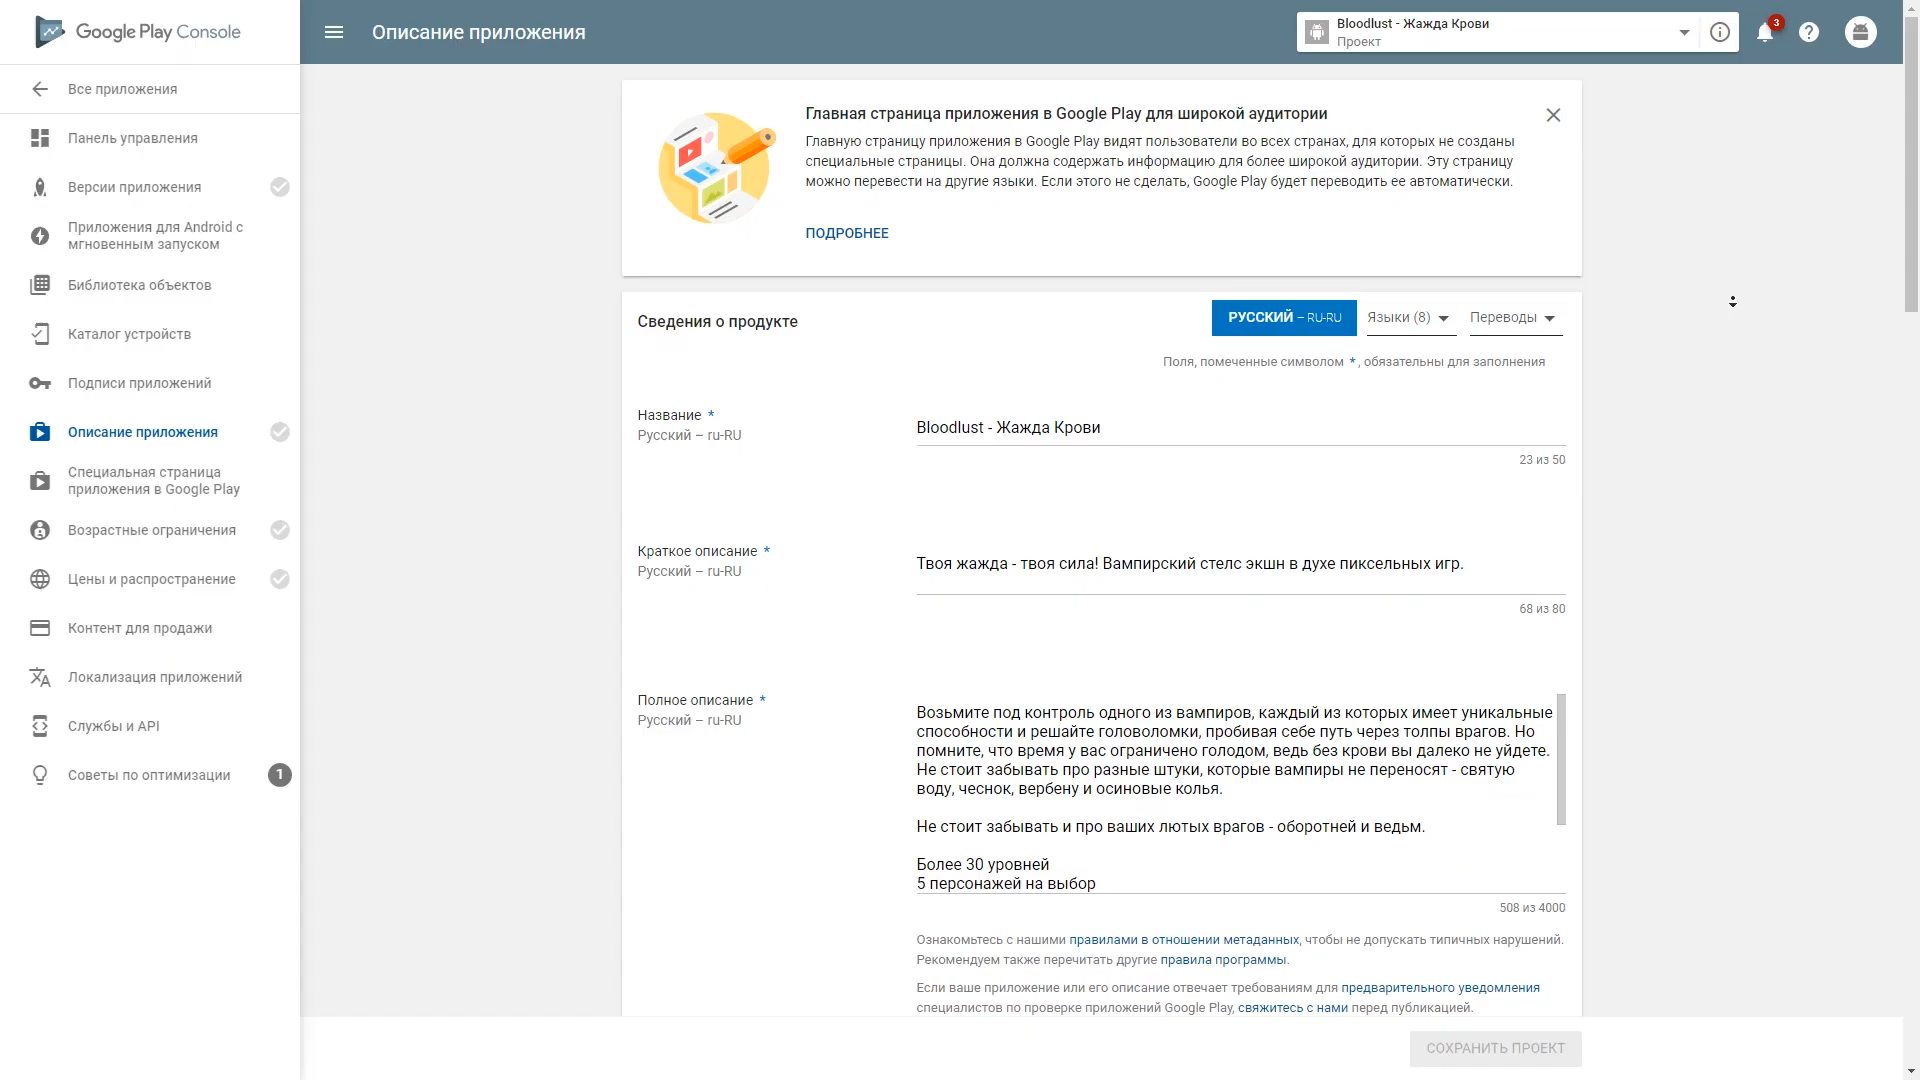 Google Play Console
Описание приложения
Bloodlust - Жажда Крови
Проект
3
Все приложения
Панель управления
Версии приложения
Приложения для Android с
мгновенным запуском
Библиотека объектов
Каталог устройств
Подписи приложений
Описание приложения
Специальная страница
приложения в Google Play
Возрастные ограничения
Цены и распространение
Контент для продажи
Локализация приложений
Службы и API
Советы по оптимизации
1
Главная страница приложения в Google Play для широкой аудитории
Главную страницу приложения в Google Play видят пользователи во всех странах, для которых не созданы
специальные страницы. Она должна содержать информацию для более широкой аудитории. Эту страницу
можно перевести на другие языки. Если этого не сделать, Google Play будет переводить ее автоматически.
ПОДРОБНЕЕ
Сведения о продукте
РУССКИЙ – RU-RU
Языки (8)
Переводы
Поля, помеченные символом * , обязательны для заполнения
Название *
Русский – ru-RU
Bloodlust - Жажда Крови
23 из 50
Краткое описание *
Русский – ru-RU
Твоя жажда - твоя сила! Вампирский стелс экшн в духе пиксельных игр.
68 из 80
Полное описание *
Русский – ru-RU
Возьмите под контроль одного из вампиров, каждый из которых имеет уникальные
способности и решайте головоломки, пробивая себе путь через толпы врагов. Но
помните, что время у вас ограничено голодом, ведь без крови вы далеко не уйдете.
Не стоит забывать про разные штуки, которые вампиры не переносят - святую
воду, чеснок, вербену и осиновые колья.
Не стоит забывать и про ваших лютых врагов - оборотней и ведьм.
Более 30 уровней
5 персонажей на выбор
508 из 4000
Ознакомьтесь с нашими правилами в отношении метаданных, чтобы не допускать типичных нарушений.
Рекомендуем также перечитать другие правила программы.
Если ваше приложение или его описание отвечает требованиям для предварительного уведомления
специалистов по проверке приложений Google Play, свяжитесь с нами перед публикацией.
СОХРАНИТЬ ПРОЕКТ